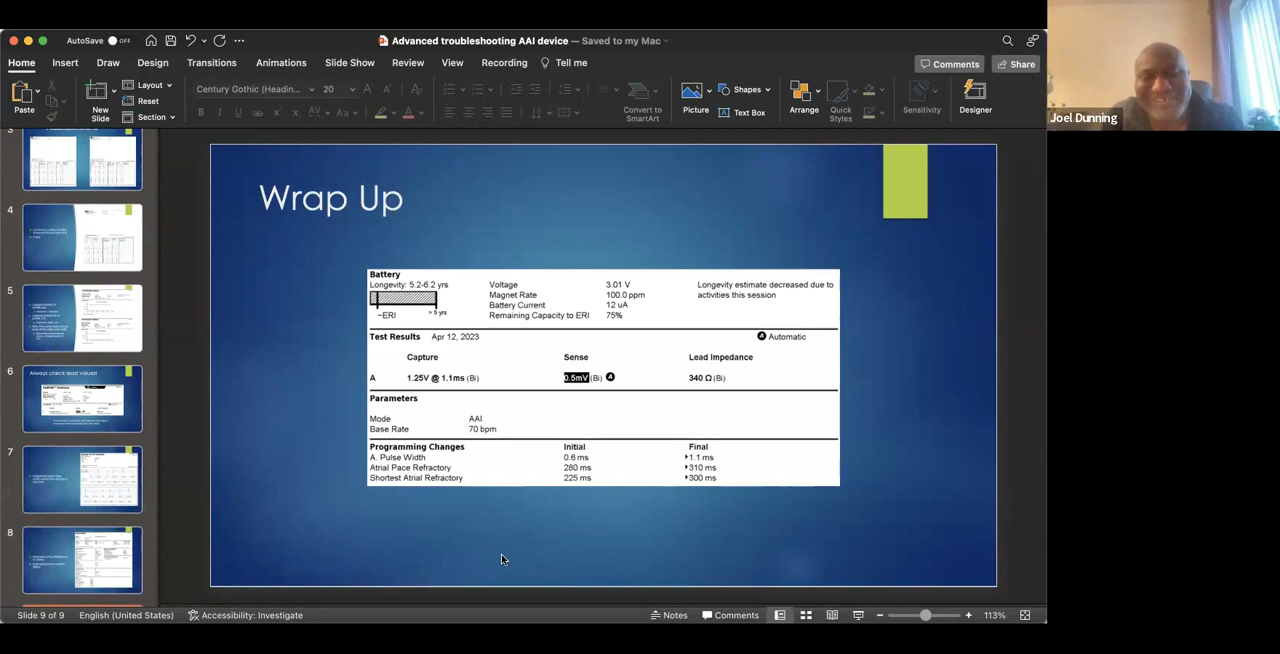 AutoSave OFF
Advanced troubleshooting AAI device — Saved to my Mac
Home Insert Draw Design Transitions Animations Slide Show Review View Recording Tell me
Comments Share
Paste
New Slide
Layout
Reset
Section
Century Gothic (Headin... 20
Convert to SmartArt
Picture
Shapes
Text Box
Arrange
Quick Styles
Sensitivity
Designer
Joel Dunning
3
4
5
6
Always check lead values!
7
8
Wrap Up
Battery
Longevity: 5.2-6.2 yrs
~ERI
> 5 yrs
Voltage 3.01 V
Magnet Rate 100.0 ppm
Battery Current 12 uA
Remaining Capacity to ERI 75%
Longevity estimate decreased due to
activities this session
Test Results Apr 12, 2023
A Automatic
Capture Sense Lead Impedance
A 1.25V @ 1.1ms (Bi) 0.5mV (Bi) A 340 Ω (Bi)
Parameters
Mode AAI
Base Rate 70 bpm
Programming Changes Initial Final
A. Pulse Width 0.6 ms 1.1 ms
Atrial Pace Refractory 280 ms 310 ms
Shortest Atrial Refractory 225 ms 300 ms
Slide 9 of 9 English (United States) Accessibility: Investigate
Notes Comments 113%